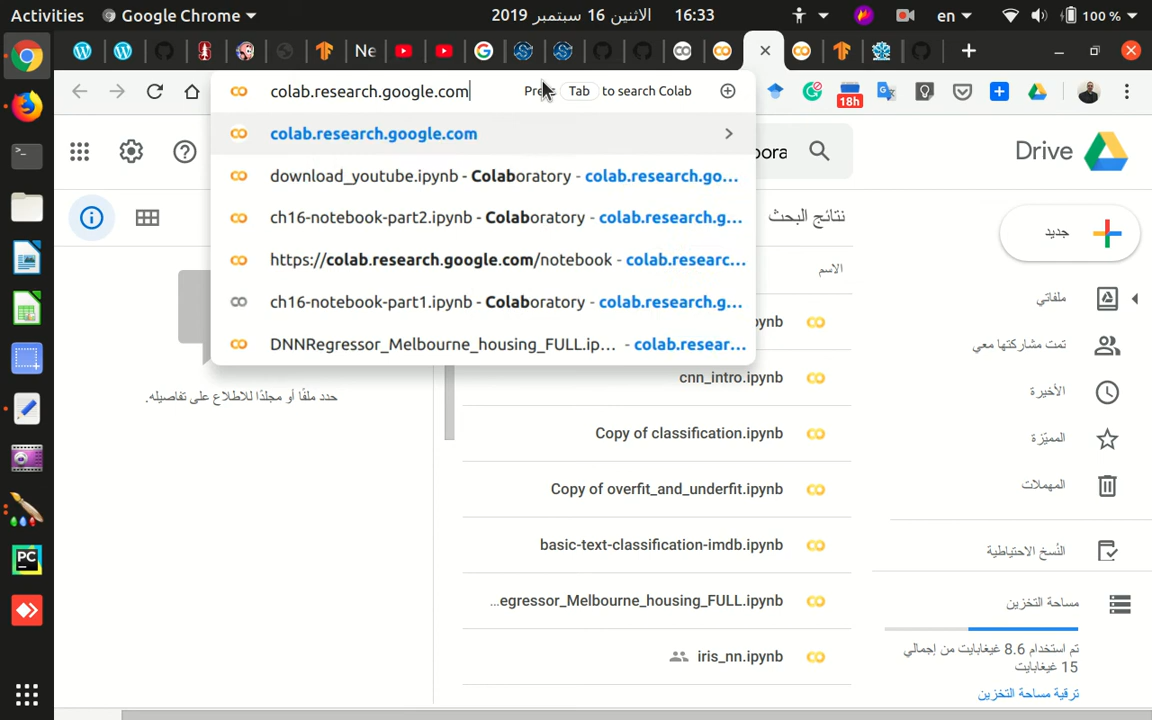 Activities
Google Chrome
الاثنين 16 سبتمبر 2019
16:33
en
100 %
Ne
colab.research.google.com
Tab to search Colab
18h
colab.research.google.com
download_youtube.ipynb - Colaboratory - colab.research.go...
ch16-notebook-part2.ipynb - Colaboratory - colab.research.g...
https://colab.research.google.com/notebook - colab.researc...
ch16-notebook-part1.ipynb - Colaboratory - colab.research.g...
DNNRegressor_Melbourne_housing_FULL.ip... - colab.resear...
bora
Drive
نتائج البحث
جديد
الاسم
ynb
cnn_intro.ipynb
Copy of classification.ipynb
Copy of overfit_and_underfit.ipynb
basic-text-classification-imdb.ipynb
...egressor_Melbourne_housing_FULL.ipynb
iris_nn.ipynb
حدد ملفًا أو مجلدًا للاطلاع على تفاصيله.
ملفاتي
تمت مشاركتها معي
الأخيرة
المميّزة
المهملات
النُسخ الاحتياطية
مساحة التخزين
تم استخدام 8.6 غيغابايت من إجمالي
15 غيغابايت
ترقية مساحة التخزين
PC